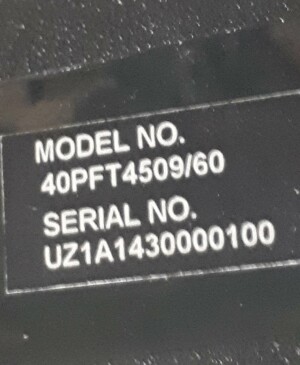 MODEL NO.
40PFT4509/60
SERIAL NO.
UZ1A1430000100